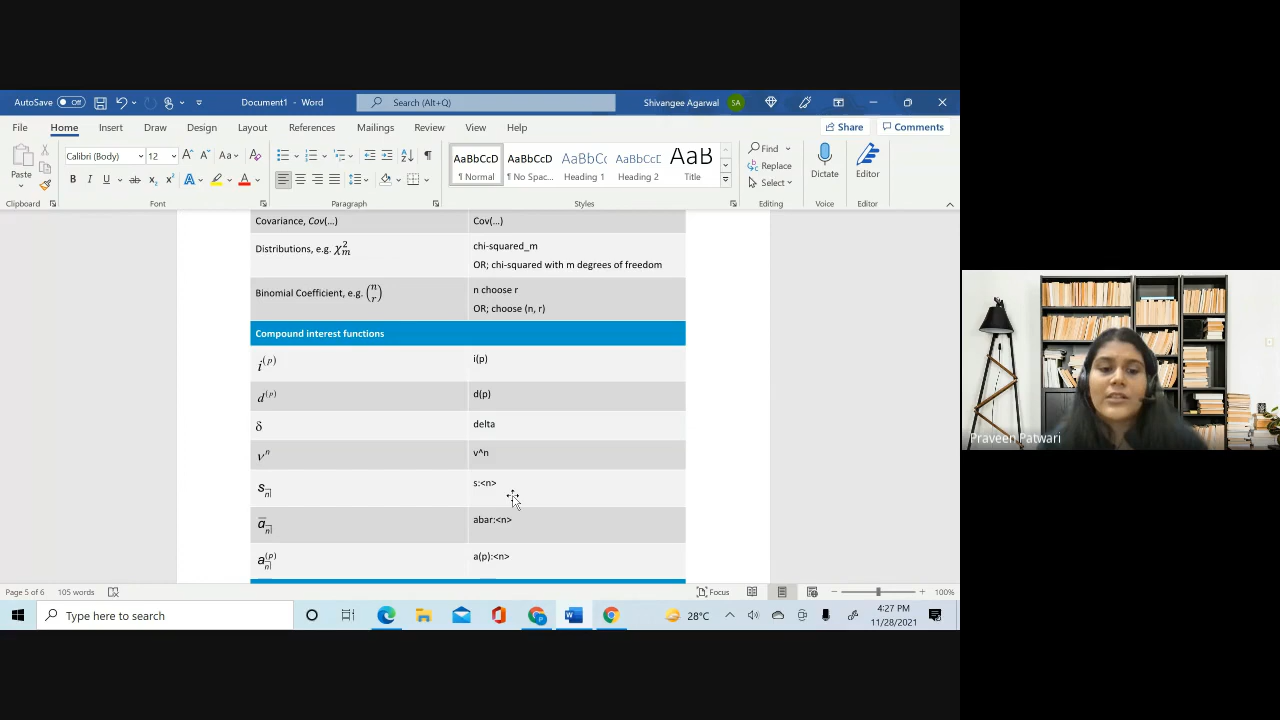 AutoSave Off Document1 - Word Search (Alt+Q) Shivangee Agarwal SA
File Home Insert Draw Design Layout References Mailings Review View Help Share Comments
Paste Calibri (Body) 12 Aa AaBbCcD AaBbCcD AaBbCc AaBbCcD AaB Find Dictate Editor
Replace
B I U ab x₂ x² A A ¶ Normal ¶ No Spac... Heading 1 Heading 2 Title Select
Clipboard Font Paragraph Styles Editing Voice Editor
Covariance, Cov(...) Cov(...)
Distributions, e.g. χ²ₘ chi-squared_m
OR; chi-squared with m degrees of freedom
Binomial Coefficient, e.g. (n r) n choose r
OR; choose (n, r)
Compound interest functions
i^(p) i(p)
d^(p) d(p)
δ delta
vⁿ v^n
s n| s:<n>
a̅ n| abar:<n>
a^(p) n| a(p):<n>
Page 5 of 6 105 words Focus 100%
Type here to search 28°C 4:27 PM
11/28/2021
Praveen Patwari